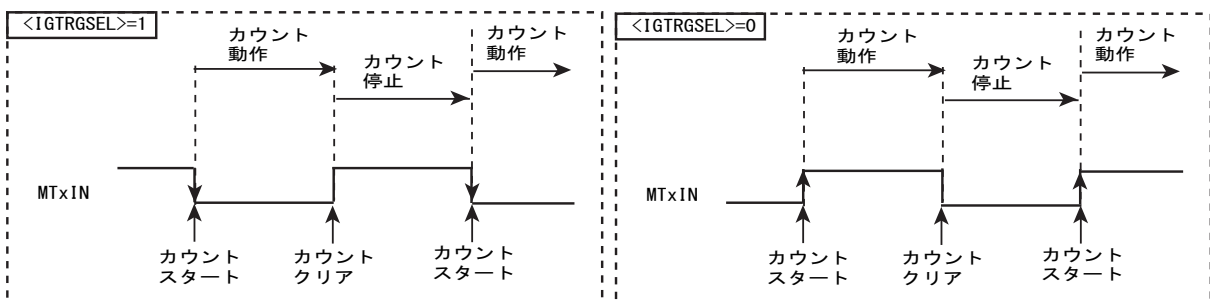 <IGTRGSEL>=1
カウント
動作
カウント
停止
カウント
動作
MTxIN
カウント
スタート
カウント
クリア
カウント
スタート
<IGTRGSEL>=0
カウント
動作
カウント
停止
カウント
動作
MTxIN
カウント
スタート
カウント
クリア
カウント
スタート